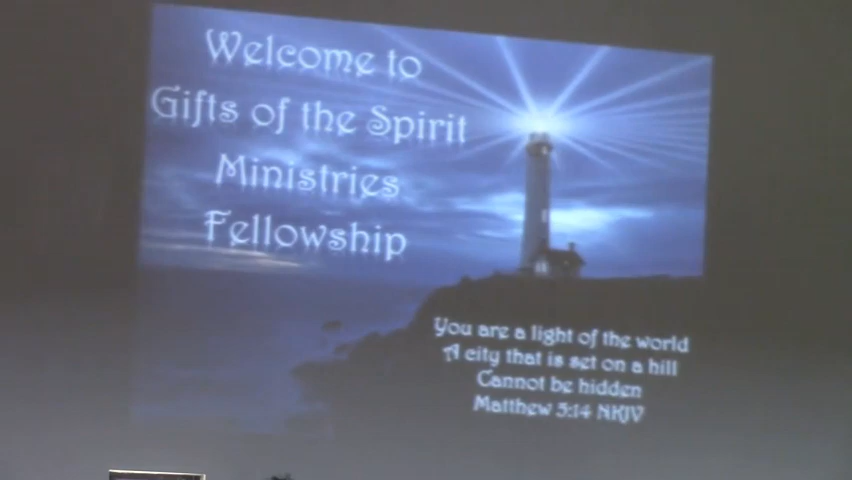 Welcome to
Gifts of the Spirit
Ministries
Fellowship
You are a light of the world
A city that is set on a hill
Cannot be hidden
Matthew 5:14 NKJV